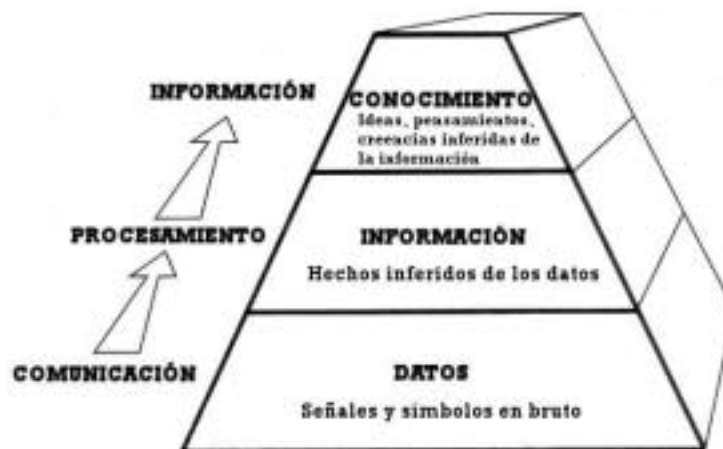 INFORMACIÓN
CONOCIMIENTO
Ideas, pensamientos,
creencias inferidas de
la información
PROCESAMIENTO
INFORMACIÓN
Hechos inferidos de los datos
COMUNICACIÓN
DATOS
Señales y símbolos en bruto